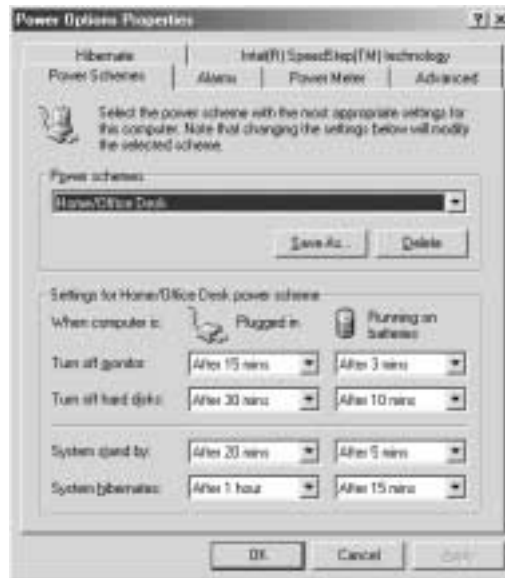 Power Options Properties
? X
Hibernate Intel(R) SpeedStep(TM) technology
Power Schemes Alarms Power Meter Advanced
Select the power scheme with the most appropriate settings for
this computer. Note that changing the settings below will modify
the selected scheme.
Power schemes
Home/Office Desk
Save As... Delete
Settings for Home/Office Desk power scheme
When computer is: Plugged in Running on
batteries
Turn off monitor: After 15 mins After 3 mins
Turn off hard disks: After 30 mins After 10 mins
System stand by: After 20 mins After 5 mins
System hibernates: After 1 hour After 15 mins
OK Cancel Apply